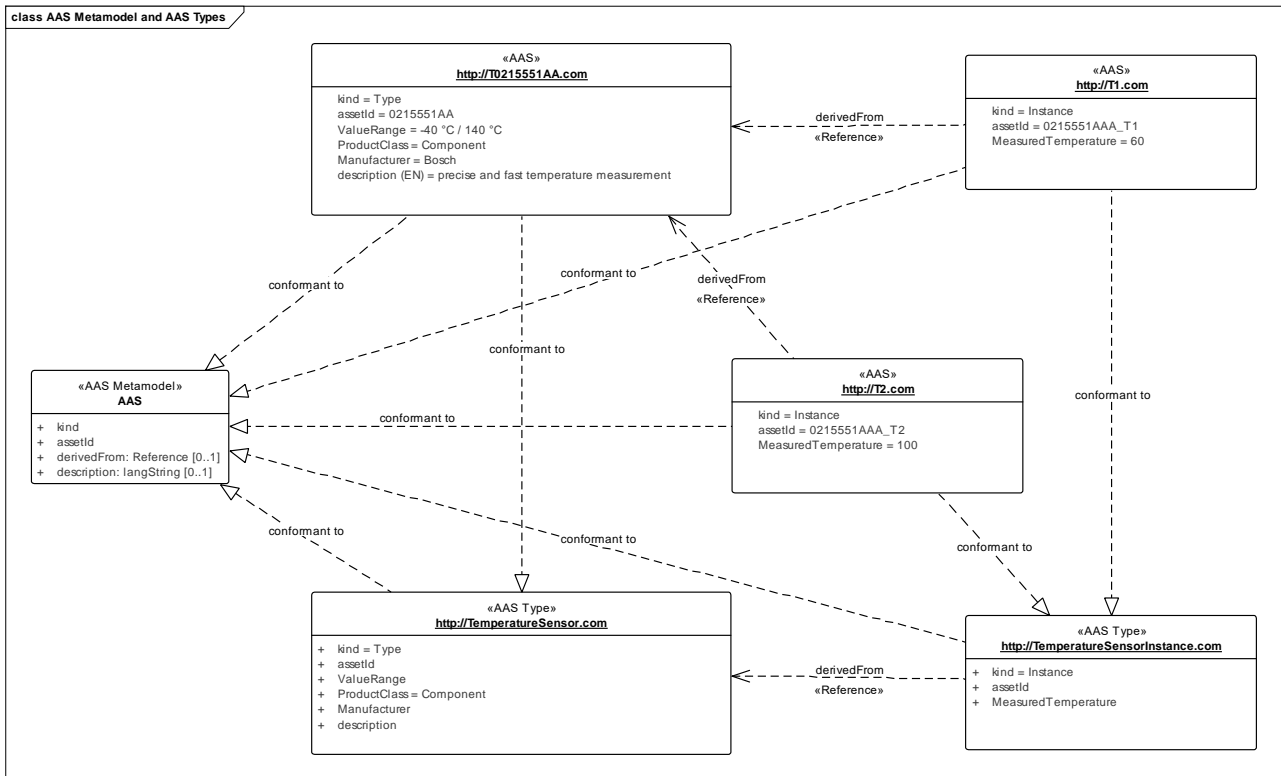 class AAS Metamodel and AAS Types
«AAS»
http://T0215551AA.com
kind = Type
assetId = 0215551AA
ValueRange = -40 °C / 140 °C
ProductClass = Component
Manufacturer = Bosch
description (EN) = precise and fast temperature measurement
«AAS»
http://T1.com
kind = Instance
assetId = 0215551AAA_T1
MeasuredTemperature = 60
derivedFrom
«Reference»
conformant to
conformant to
derivedFrom
«Reference»
conformant to
conformant to
«AAS Metamodel»
AAS
+ kind
+ assetId
+ derivedFrom: Reference [0..1]
+ description: langString [0..1]
conformant to
«AAS»
http://T2.com
kind = Instance
assetId = 0215551AAA_T2
MeasuredTemperature = 100
conformant to
conformant to
conformant to
«AAS Type»
http://TemperatureSensor.com
+ kind = Type
+ assetId
+ ValueRange
+ ProductClass = Component
+ Manufacturer
+ description
derivedFrom
«Reference»
«AAS Type»
http://TemperatureSensorInstance.com
+ kind = Instance
+ assetId
+ MeasuredTemperature